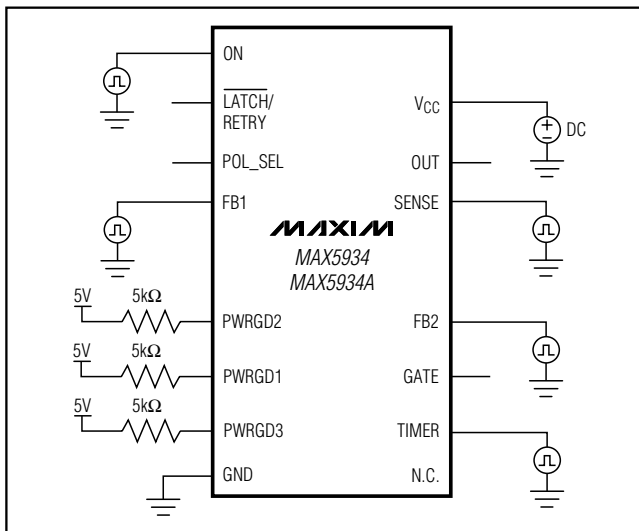 ON
LATCH/
RETRY
POL_SEL
FB1
5V
5kΩ
PWRGD2
5V
5kΩ
PWRGD1
5V
5kΩ
PWRGD3
GND
MAXIM
MAX5934
MAX5934A
VCC
DC
OUT
SENSE
FB2
GATE
TIMER
N.C.